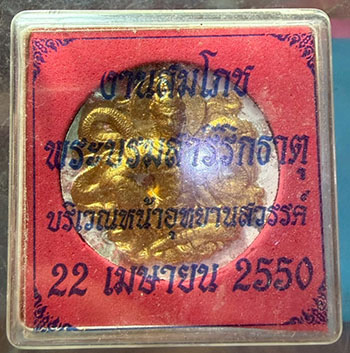 งานสมโภช
พระบรมสารีริกธาตุ
บริเวณหน้าอุทยานสวรรค์
22 เมษายน 2550